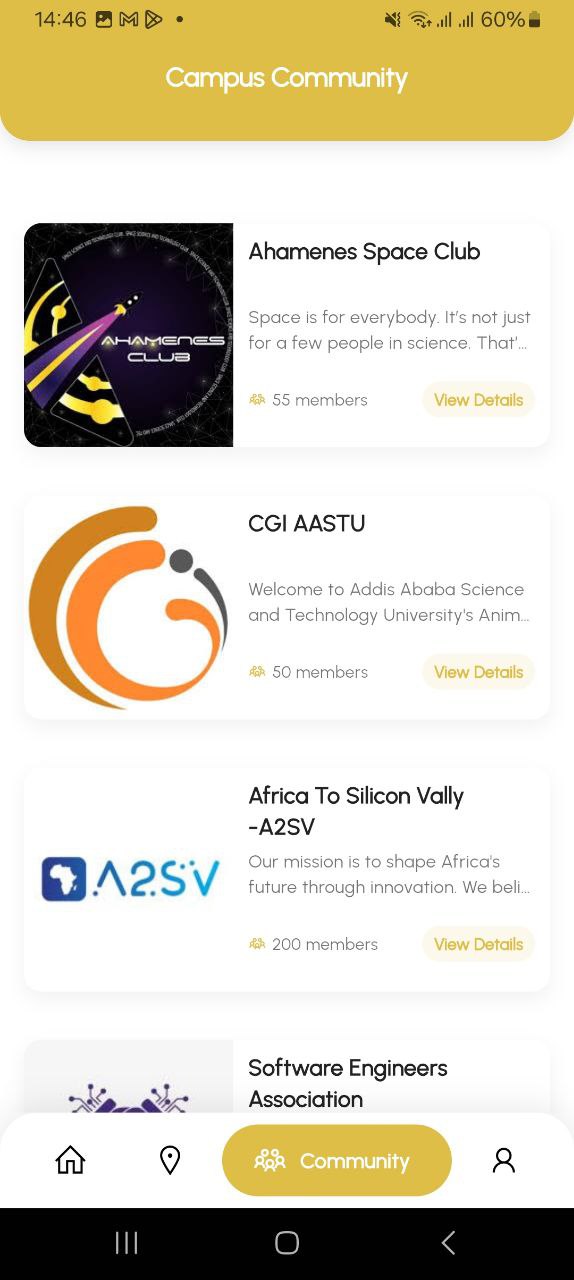 14:46
60%
Campus Community
Ahamenes Space Club
AHAMENES
CLUB
Space is for everybody. It's not just
for a few people in science. That'...
55 members
View Details
CGI AASTU
Welcome to Addis Ababa Science
and Technology University's Anim...
50 members
View Details
Africa To Silicon Vally
-A2SV
A2SV
Our mission is to shape Africa's
future through innovation. We beli...
200 members
View Details
Software Engineers
Association
Community